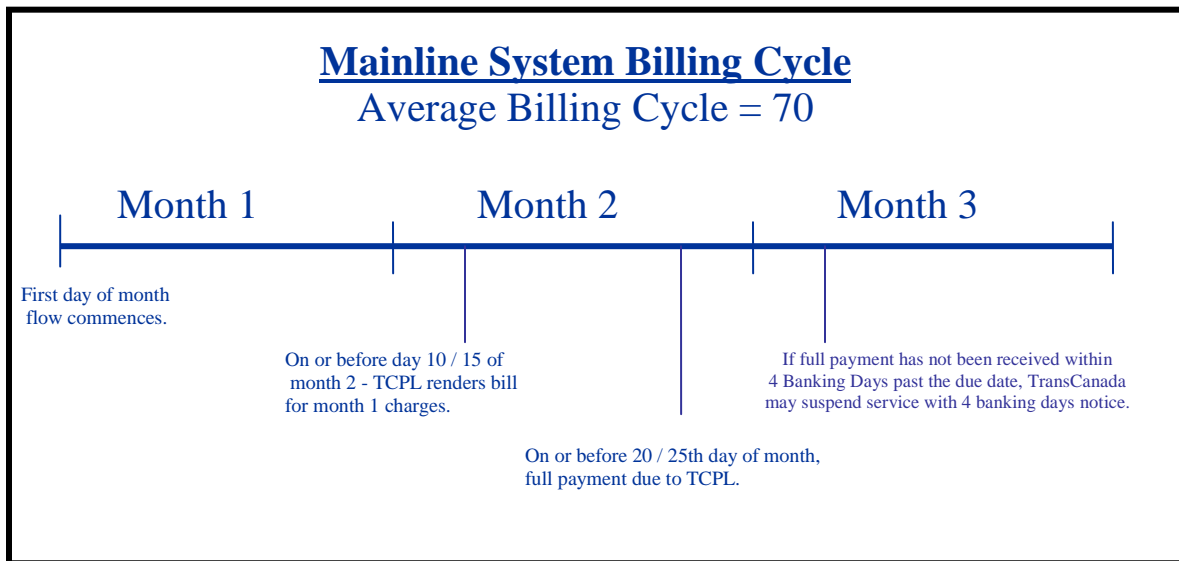 Mainline System Billing Cycle
Average Billing Cycle = 70
Month 1
Month 2
Month 3
First day of month
flow commences.
On or before day 10 / 15 of
month 2 - TCPL renders bill
for month 1 charges.
On or before 20 / 25th day of month,
full payment due to TCPL.
If full payment has not been received within
4 Banking Days past the due date, TransCanada
may suspend service with 4 banking days notice.